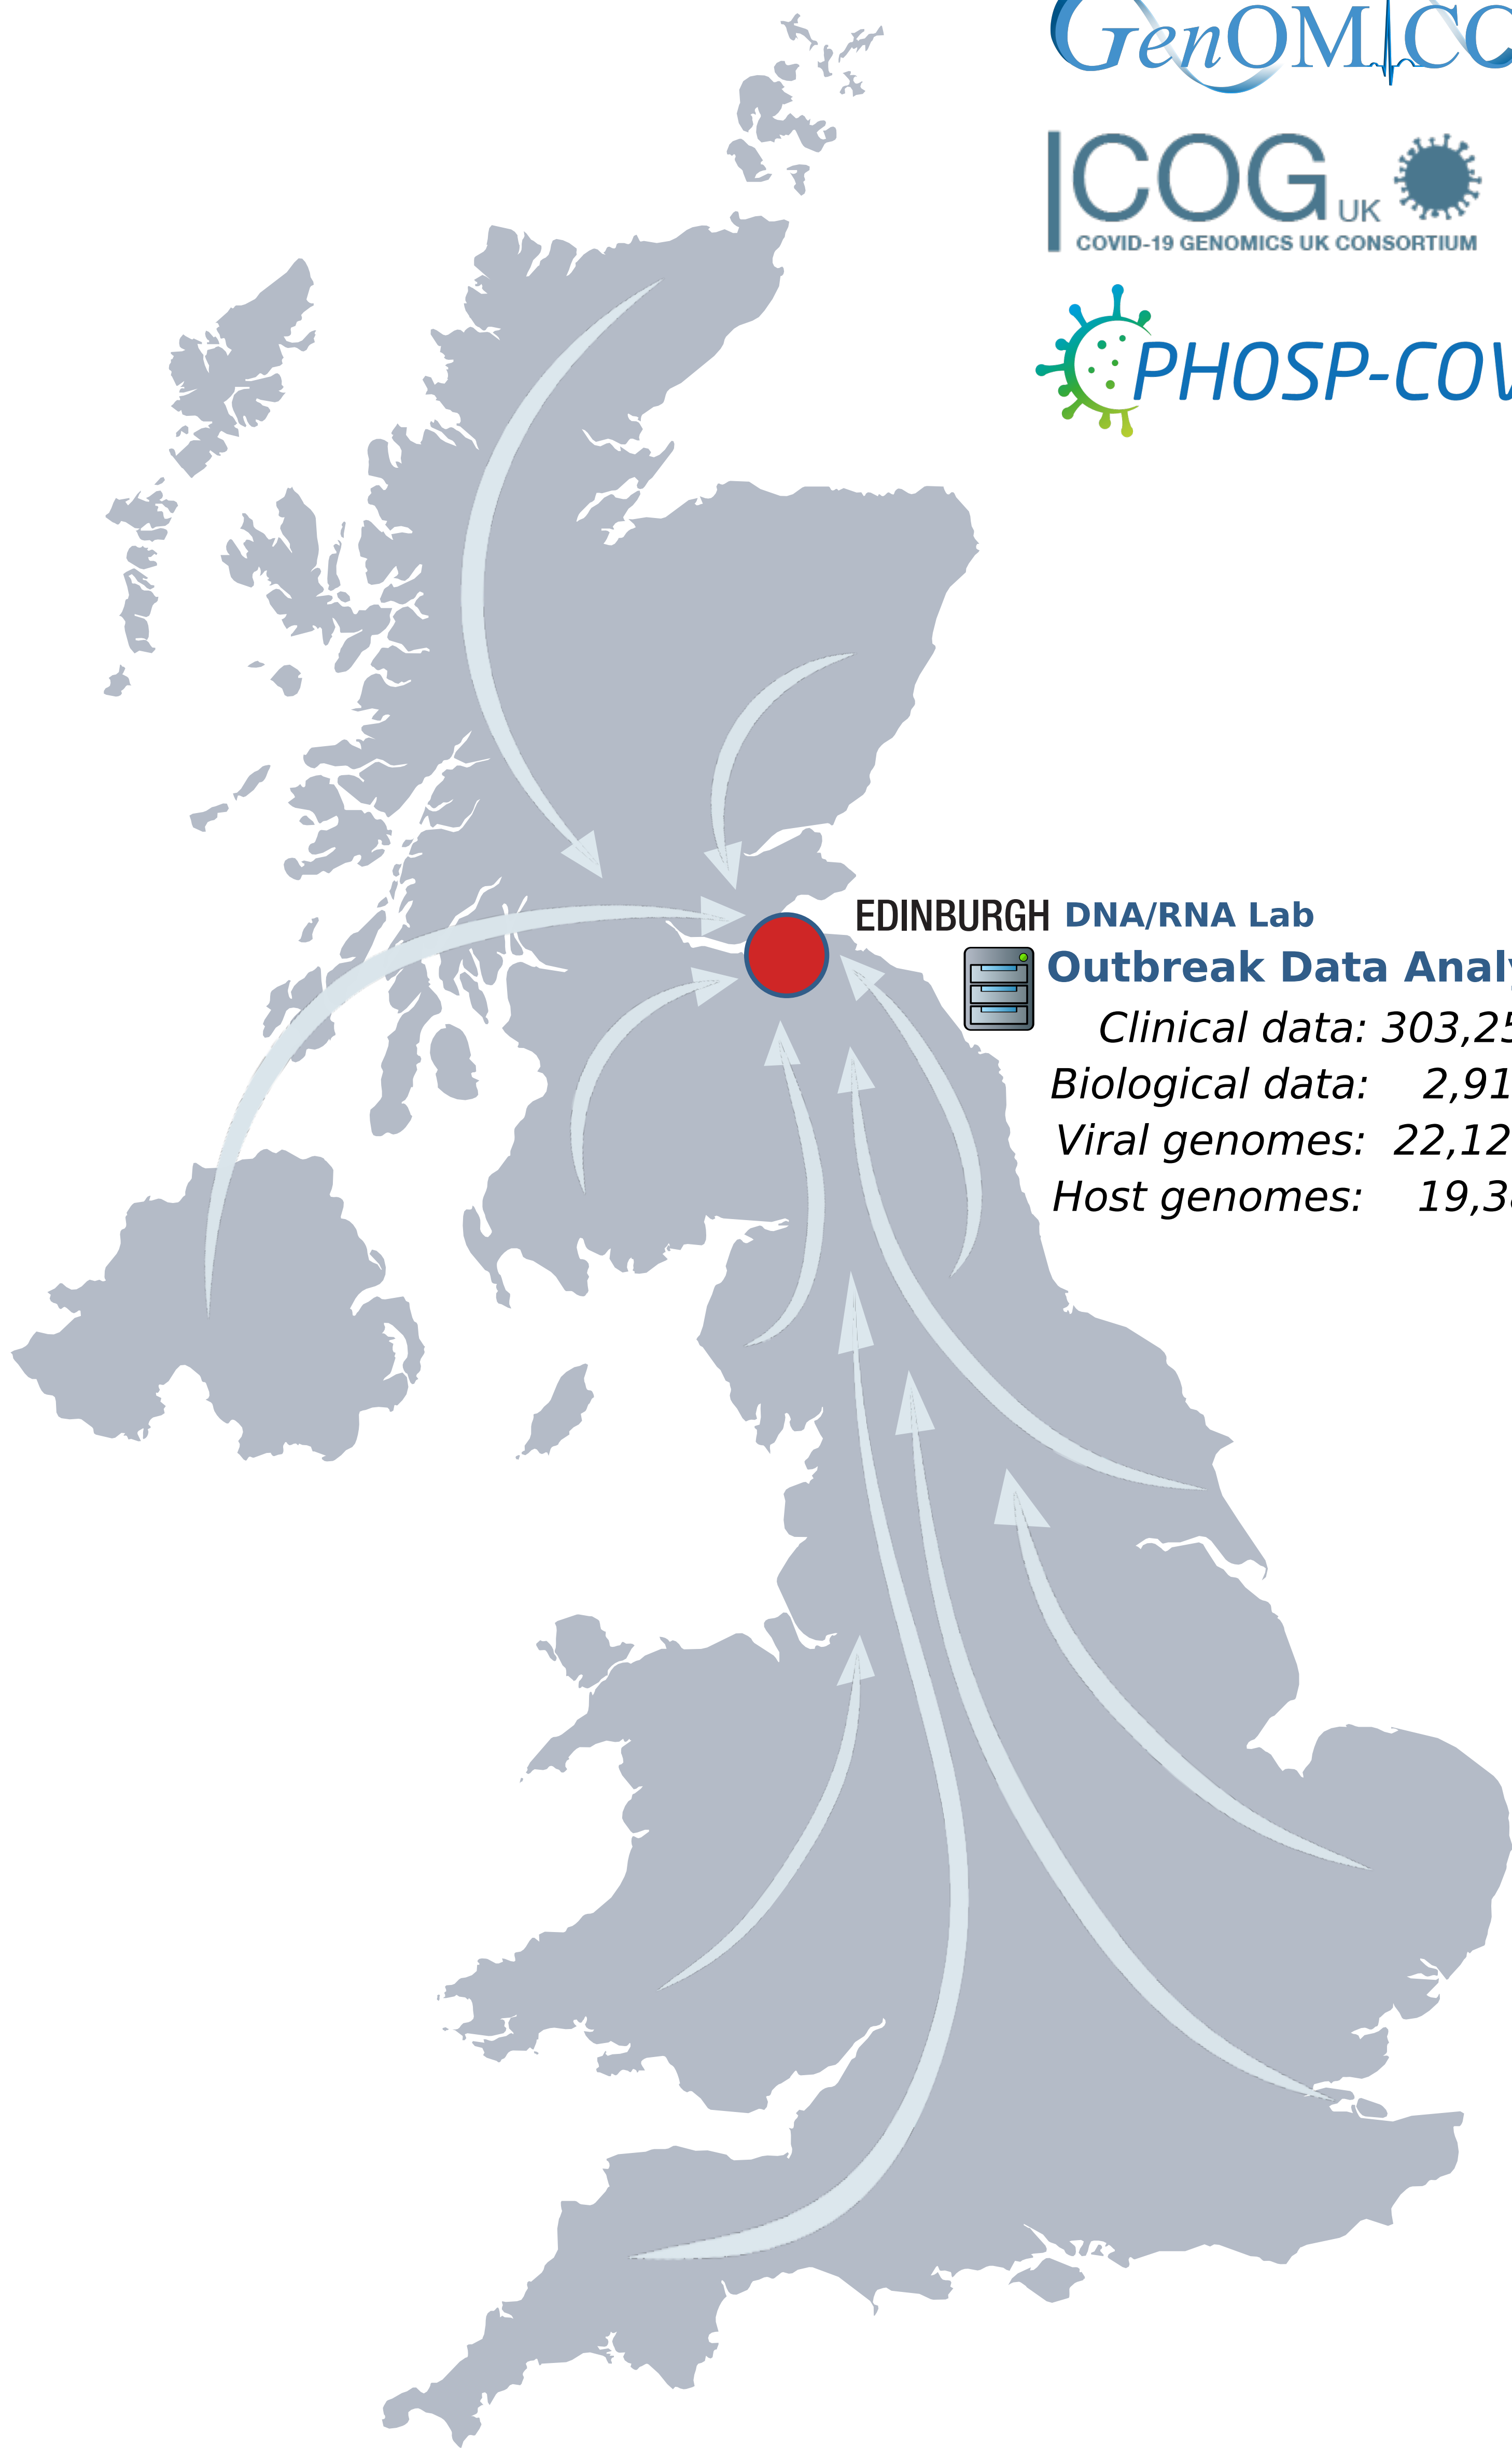 GenOMICC
COG UK
COVID-19 GENOMICS UK CONSORTIUM
PHOSP-COV
EDINBURGH DNA/RNA Lab
Outbreak Data Analy
Clinical data: 303,25
Biological data: 2,91
Viral genomes: 22,12
Host genomes: 19,38